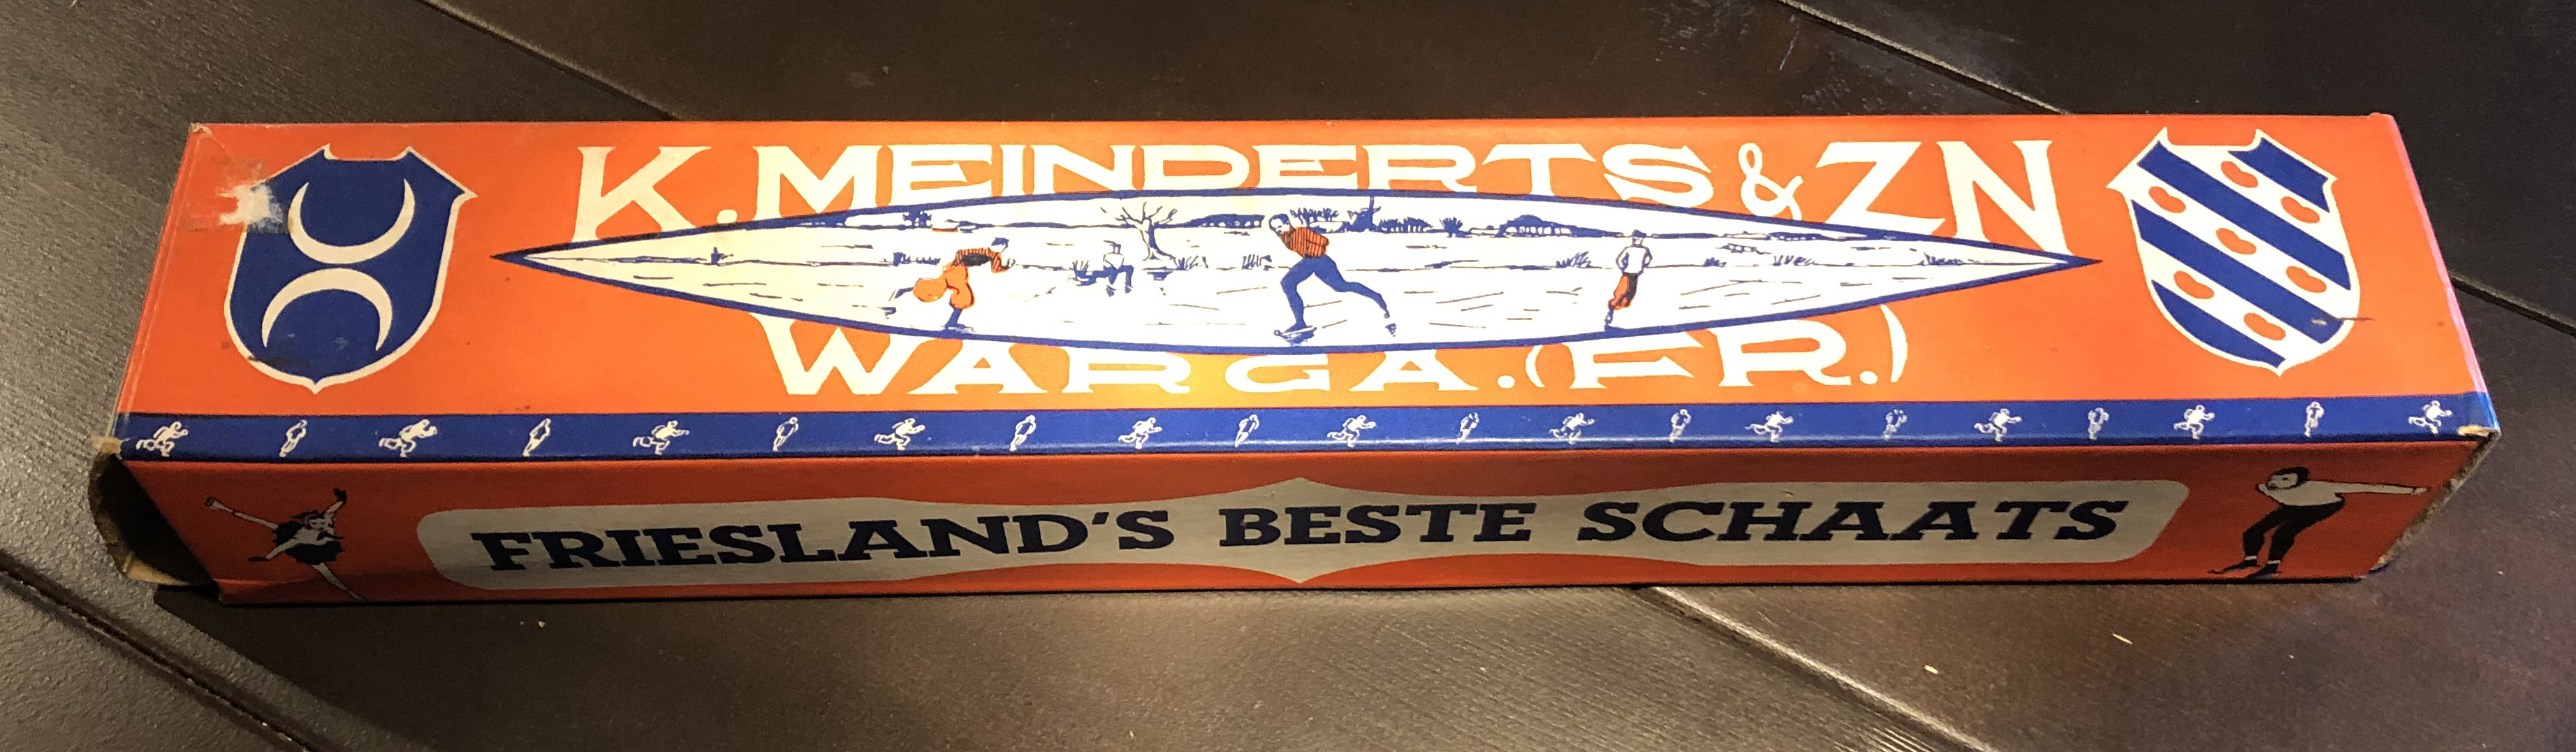 K. MEINDERTS & ZN
WARGA. (FR.)
FRIESLAND'S BESTE SCHAATS